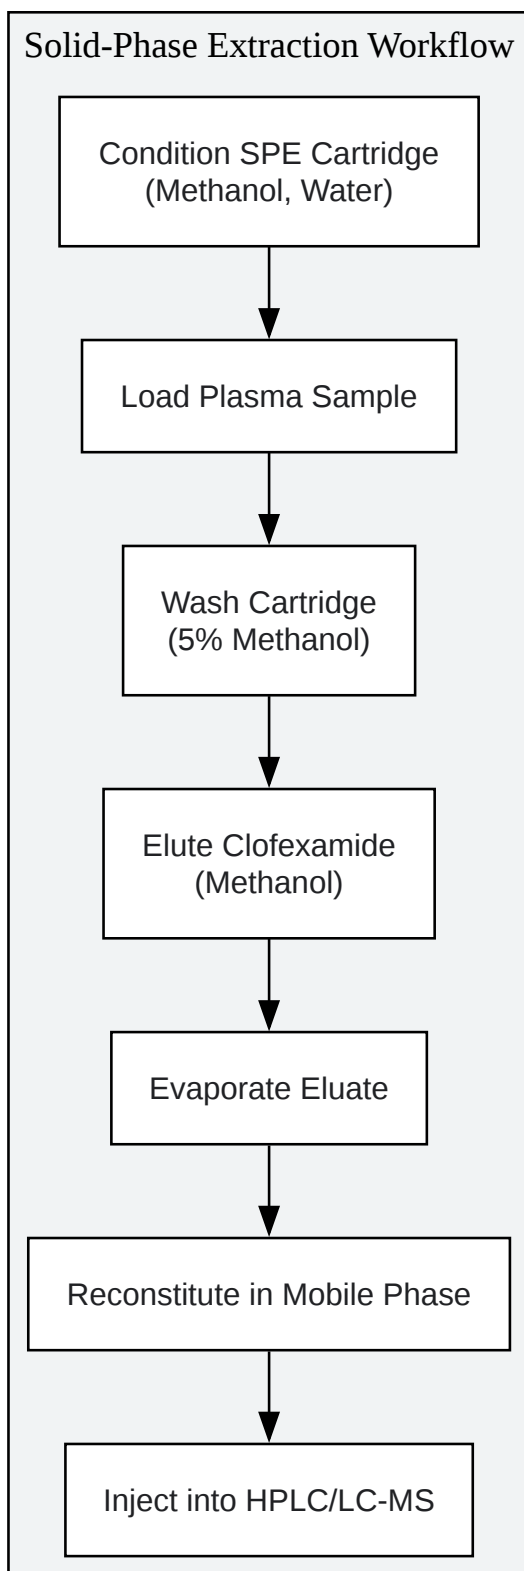 Solid-Phase Extraction Workflow
Condition SPE Cartridge
(Methanol, Water)
Load Plasma Sample
Wash Cartridge
(5% Methanol)
Elute Clofexamide
(Methanol)
Evaporate Eluate
Reconstitute in Mobile Phase
Inject into HPLC/LC-MS